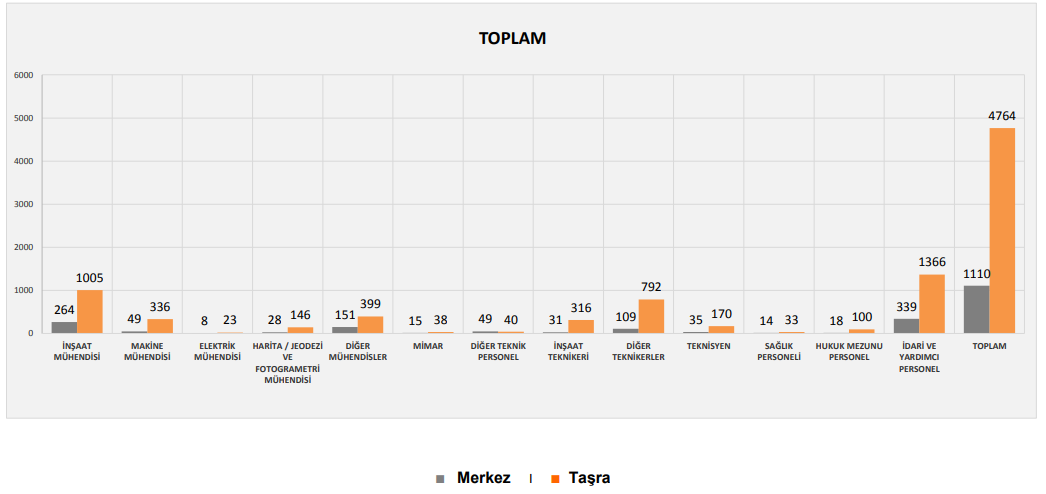 TOPLAM
6000
5000
4000
3000
2000
1000
0
264 1005
49 336
8 23
28 146
151 399
15 38
49 40
31 316
109 792
35 170
14 33
18 100
339 1366
1110 4764
İNŞAAT
MÜHENDİSİ
MAKİNE
MÜHENDİSİ
ELEKTRİK
MÜHENDİSİ
HARİTA / JEODEZİ
VE
FOTOGRAMETRİ
MÜHENDİSİ
DİĞER
MÜHENDİSLER
MİMAR
DİĞER TEKNİK
PERSONEL
İNŞAAT
TEKNİKERİ
DİĞER
TEKNİKERLER
TEKNİSYEN
SAĞLIK
PERSONELİ
HUKUK MEZUNU
PERSONEL
İDARİ VE
YARDIMCI
PERSONEL
TOPLAM
Merkez I Taşra